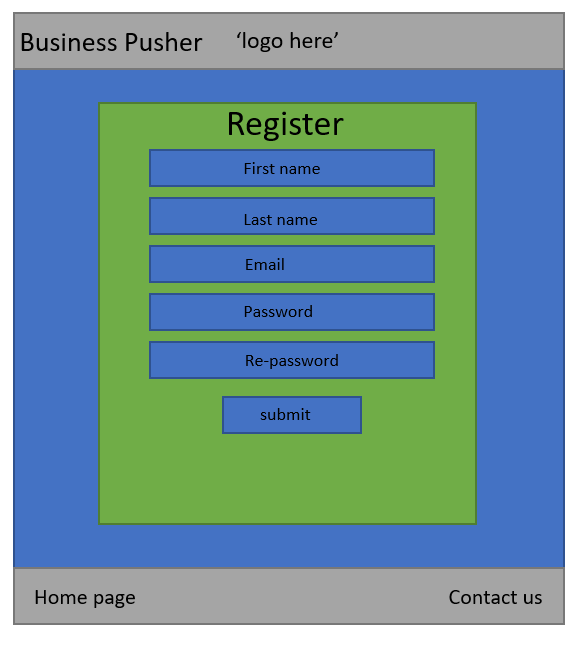 Business Pusher ‘logo here’
Register
First name
Last name
Email
Password
Re-password
submit
Home page Contact us